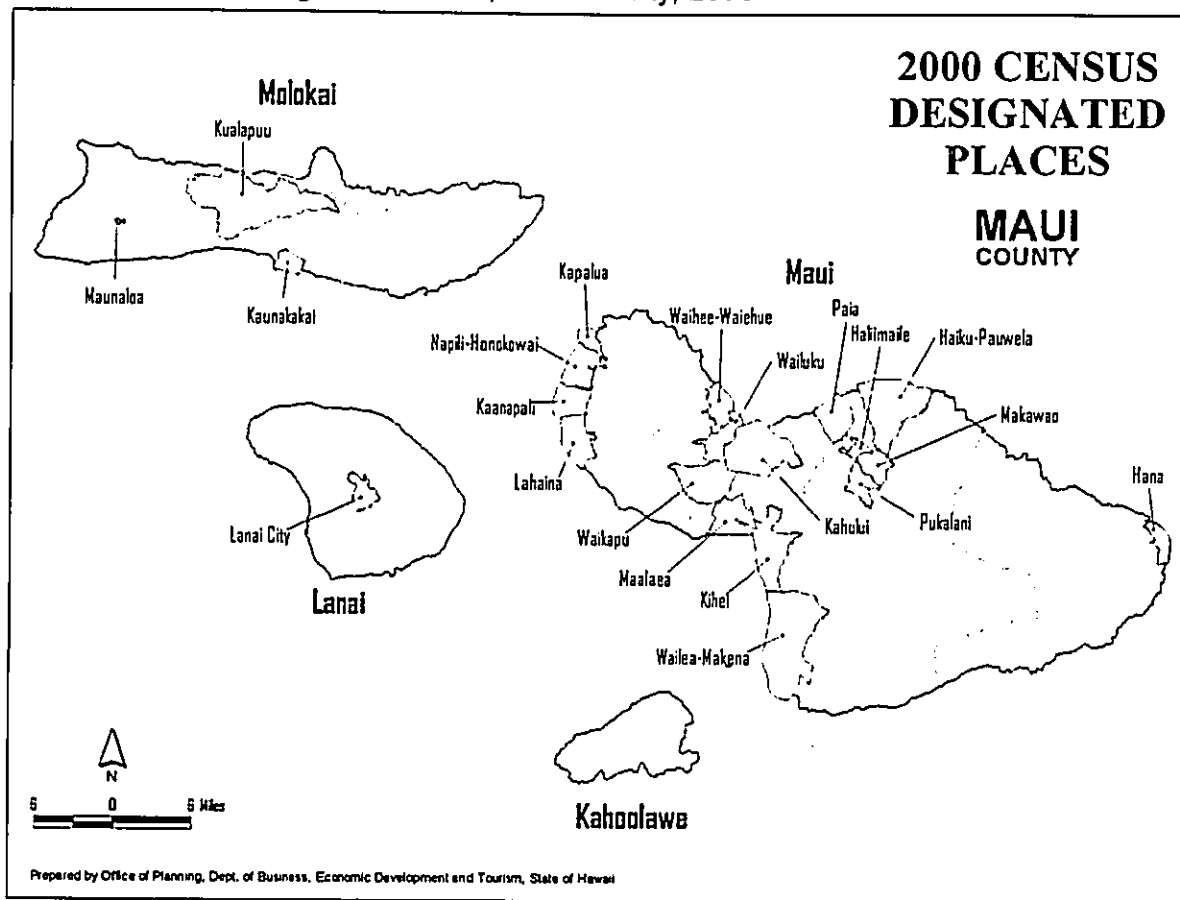 2000 CENSUS
DESIGNATED
PLACES
MAUI
COUNTY
Molokai
Kualapuu
Maunaloa
Kaunakakai
Maui
Kapalua
Waihee-Waiehue
Paia
Haiku-Pauwela
Napili-Honokowai
Wailuku
Kaanapali
Makawao
Lahaina
Hana
Lanai City
Waikapu
Kahului
Pukalani
Maalaea
Kihei
Lanai
Wailea-Makena
Kahoolawe
N
6 0 6 Miles
Prepared by Office of Planning, Dept. of Business, Economic Development and Tourism, State of Hawaii